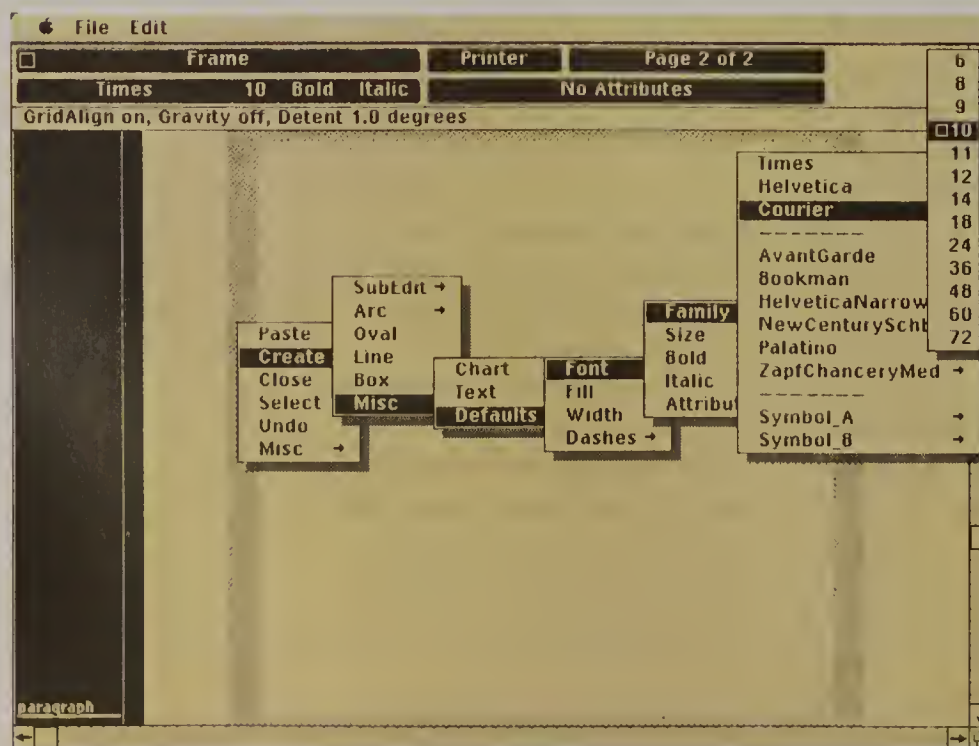 File Edit
Frame
Printer
Page 2 of 2
Times 10 Bold Italic
No Attributes
GridAlign on, Gravity off, Detent 1.0 degrees
Paste
Create
Close
Select
Undo
Misc →
SubEdit →
Arc →
Oval
Line
Box
Misc
Chart
Text
Defaults
Font
Fill
Width
Dashes →
Family
Size
Bold
Italic
Attribu
Times
Helvetica
Courier
AvantGarde
Bookman
HelveticaNarrow
NewCenturySchb
Palatino
ZapfChanceryMed →
Symbol_A →
Symbol_B →
6
8
9
10
11
12
14
18
24
36
48
60
72
paragraph